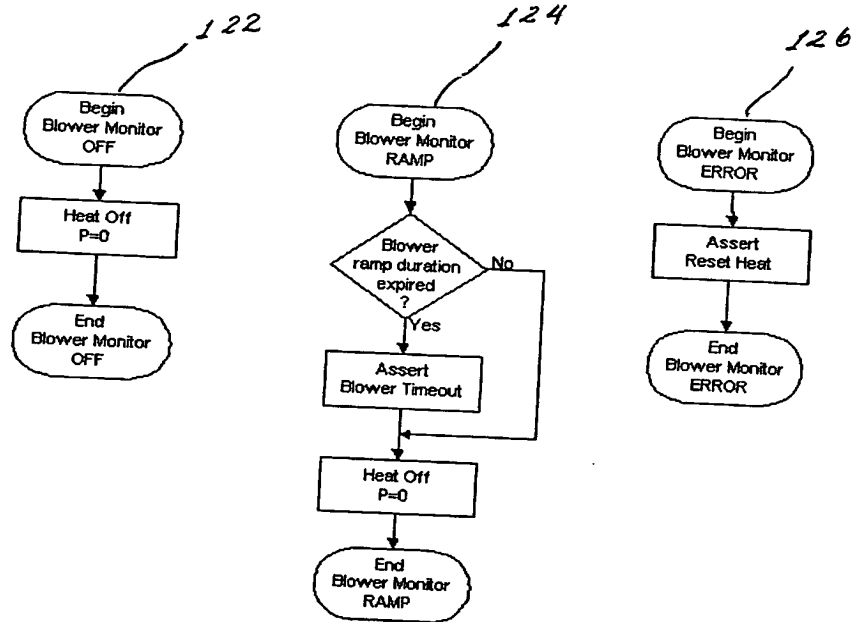 122
Begin
Blower Monitor
OFF
Heat Off
P=0
End
Blower Monitor
OFF
124
Begin
Blower Monitor
RAMP
Blower
ramp duration
expired
?
No
Yes
Assert
Blower Timeout
Heat Off
P=0
End
Blower Monitor
RAMP
126
Begin
Blower Monitor
ERROR
Assert
Reset Heat
End
Blower Monitor
ERROR